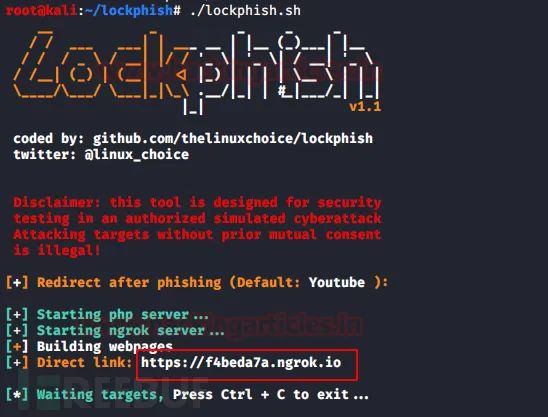 root@kali:~/lockphish# ./lockphish.sh
v1.1
coded by: github.com/thelinuxchoice/lockphish
twitter: @linux_choice
Disclaimer: this tool is designed for security
testing in an authorized simulated cyberattack
Attacking targets without prior mutual consent
is illegal!
[+] Redirect after phishing (Default: Youtube ):
[+] Starting php server...
[+] Starting ngrok server...
[+] Building webpages
[+] Direct link: https://f4beda7a.ngrok.io
[*] Waiting targets, Press Ctrl + C to exit...
REEBUF